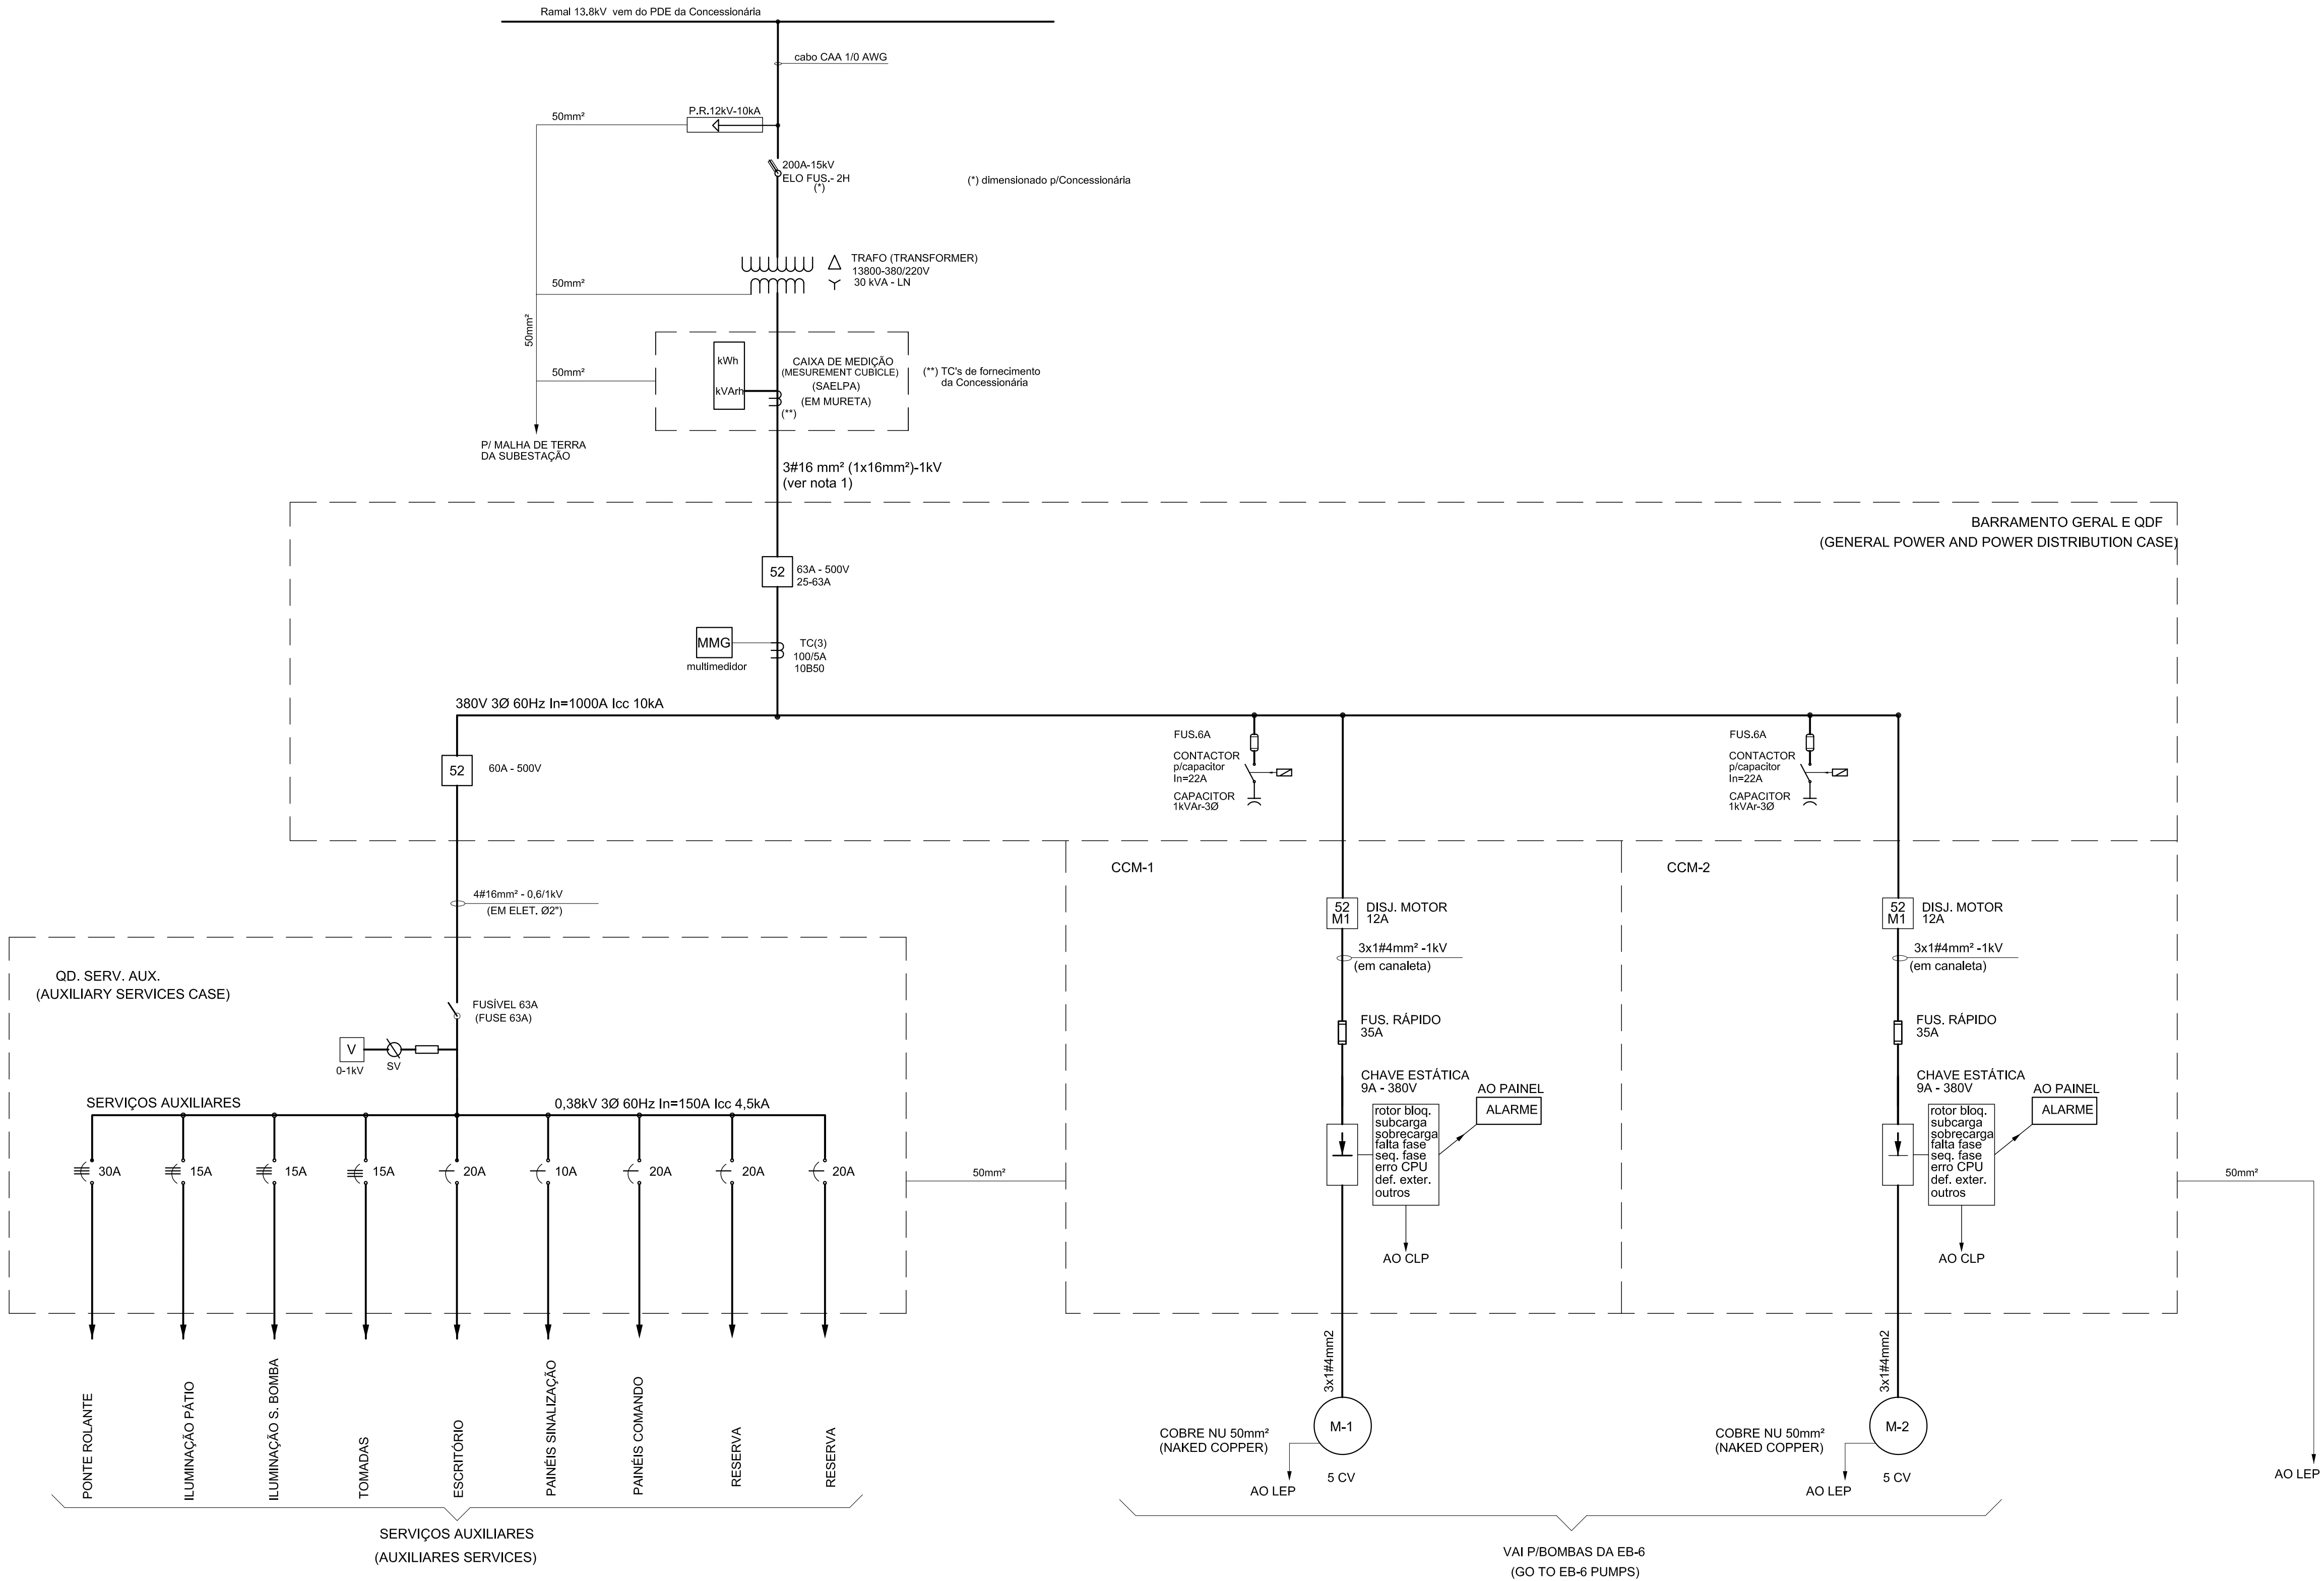 Ramal 13.8kV vem do PDE da Concessionária
cabo CAA 1/0 AWG
P.R.12kV-10kA
50mm²
200A-15kV
ELO FUS.- 2H
(*)
(*) dimensionado p/Concessionária
TRAFO (TRANSFORMER)
13800-380/220V
30 kVA - LN
50mm²
50mm²
50mm²
kWh
kVArh
CAIXA DE MEDIÇÃO
(MESUREMENT CUBICLE)
(SAELPA)
(EM MURETA)
(**)
(**) TC's de fornecimento
da Concessionária
P/ MALHA DE TERRA
DA SUBESTAÇÃO
3#16 mm² (1x16mm²)-1kV
(ver nota 1)
BARRAMENTO GERAL E QDF
(GENERAL POWER AND POWER DISTRIBUTION CASE)
52
63A - 500V
25-63A
MMG
multimedidor
TC(3)
100/5A
10B50
380V 3Ø 60Hz In=1000A Icc 10kA
52
60A - 500V
FUS.6A
CONTACTOR
p/capacitor
In=22A
CAPACITOR
1kVAr-3Ø
FUS.6A
CONTACTOR
p/capacitor
In=22A
CAPACITOR
1kVAr-3Ø
4#16mm² - 0,6/1kV
(EM ELET. Ø2")
CCM-1
52
M1
DISJ. MOTOR
12A
3x1#4mm² -1kV
(em canaleta)
FUS. RÁPIDO
35A
CHAVE ESTÁTICA
9A - 380V
AO PAINEL
ALARME
rotor bloq.
subcarga
sobrecarga
falta fase
seq. fase
erro CPU
def. exter.
outros
AO CLP
CCM-2
52
M1
DISJ. MOTOR
12A
3x1#4mm² -1kV
(em canaleta)
FUS. RÁPIDO
35A
CHAVE ESTÁTICA
9A - 380V
AO PAINEL
ALARME
rotor bloq.
subcarga
sobrecarga
falta fase
seq. fase
erro CPU
def. exter.
outros
AO CLP
QD. SERV. AUX.
(AUXILIARY SERVICES CASE)
FUSÍVEL 63A
(FUSE 63A)
V
0-1kV
SV
SERVIÇOS AUXILIARES
0,38kV 3Ø 60Hz In=150A Icc 4,5kA
30A
15A
15A
15A
20A
10A
20A
20A
20A
50mm²
50mm²
PONTE ROLANTE
ILUMINAÇÃO PÁTIO
ILUMINAÇÃO S. BOMBA
TOMADAS
ESCRITÓRIO
PAINÉIS SINALIZAÇÃO
PAINÉIS COMANDO
RESERVA
RESERVA
SERVIÇOS AUXILIARES
(AUXILIARES SERVICES)
3x1#4mm2
M-1
COBRE NU 50mm²
(NAKED COPPER)
AO LEP
5 CV
3x1#4mm2
M-2
COBRE NU 50mm²
(NAKED COPPER)
AO LEP
5 CV
AO LEP
VAI P/BOMBAS DA EB-6
(GO TO EB-6 PUMPS)